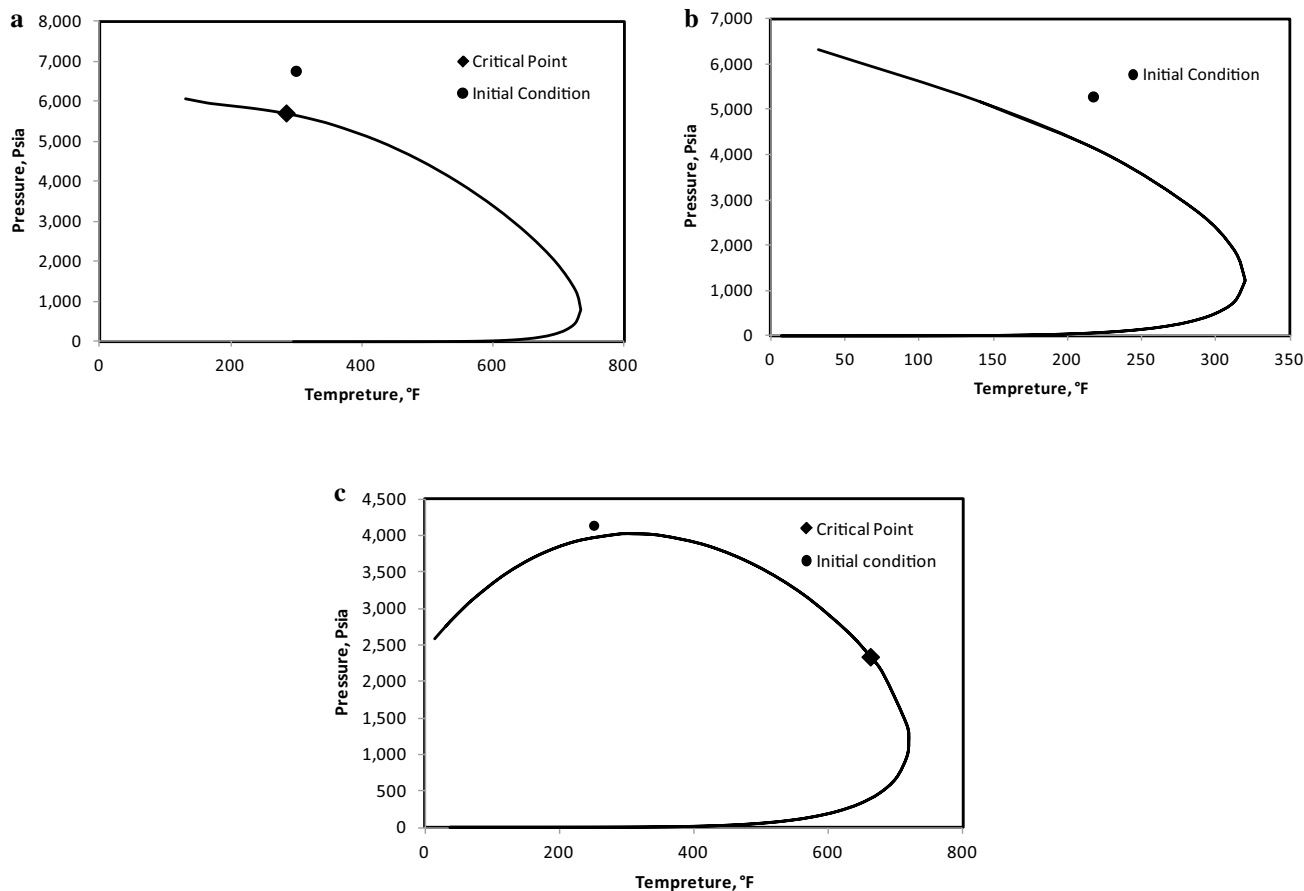 a
8,000
7,000
6,000
5,000
4,000
3,000
2,000
1,000
0
Pressure, Psia
Critical Point
Initial Condition
0 200 400 600 800
Tempreture, °F
b
7,000
6,000
5,000
4,000
3,000
2,000
1,000
0
Pressure, Psia
Initial Condition
0 50 100 150 200 250 300 350
Tempreture, °F
c
4,500
4,000
3,500
3,000
2,500
2,000
1,500
1,000
500
0
Pressure, Psia
Critical Point
Initial condition
0 200 400 600 800
Tempreture, °F